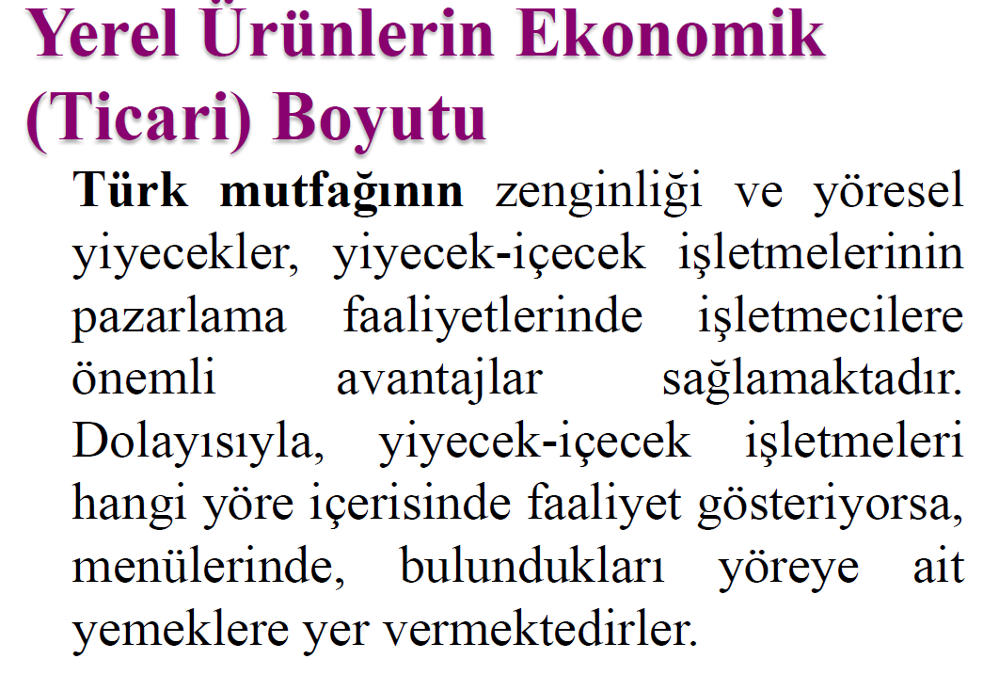 Yerel Ürünlerin Ekonomik
(Ticari) Boyutu
Türk mutfağının zenginliği ve yöresel
yiyecekler, yiyecek-içecek işletmelerinin
pazarlama faaliyetlerinde işletmecilere
önemli avantajlar sağlamaktadır.
Dolayısıyla, yiyecek-içecek işletmeleri
hangi yöre içerisinde faaliyet gösteriyorsa,
menülerinde, bulundukları yöreye ait
yemeklere yer vermektedirler.